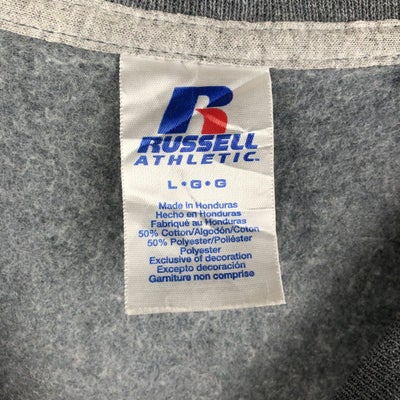 RUSSELL
ATHLETIC
L•G•G
Made in Honduras
Hecho en Honduras
Fabriqué au Honduras
50% Cotton/Algodón/Coton
50% Polyester/Poliéster
Polyester
Exclusive of decoration
Excepto decoración
Garniture non comprise